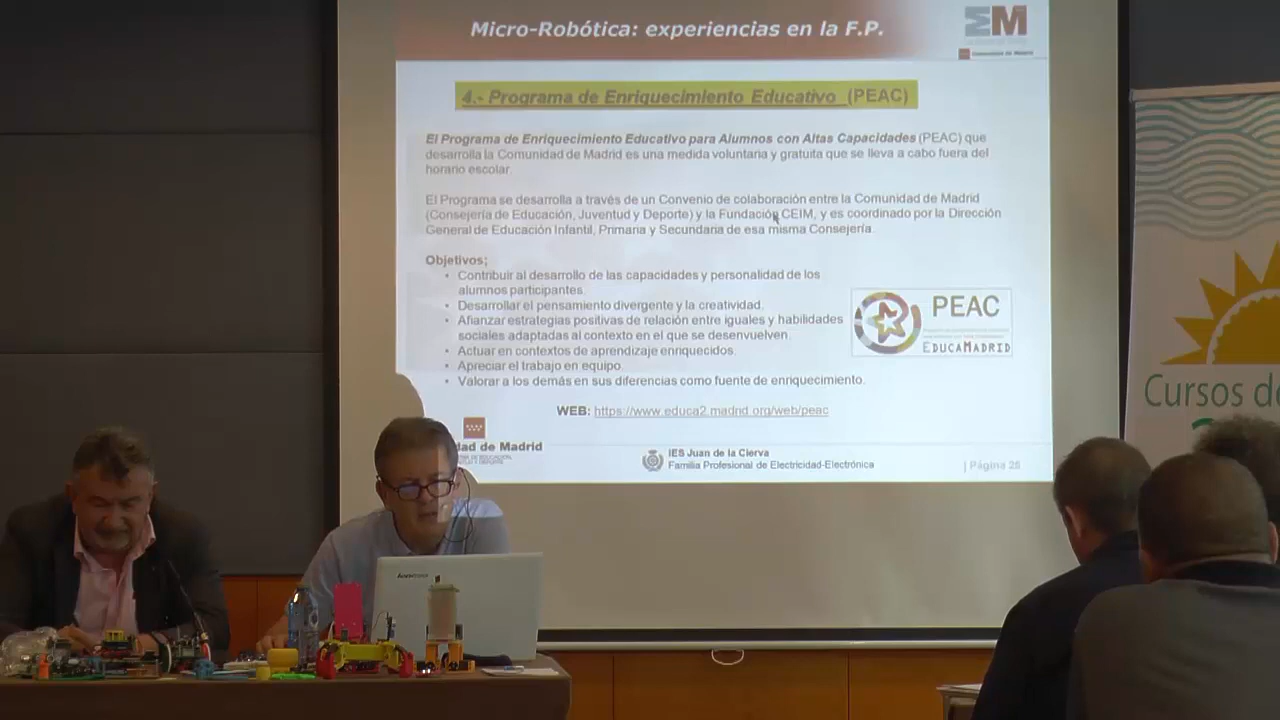 Micro-Robótica: experiencias en la F.P.
EM
Comunidad de Madrid
4.- Programa de Enriquecimiento Educativo (PEAC)
El Programa de Enriquecimiento Educativo para Alumnos con Altas Capacidades (PEAC) que
desarrolla la Comunidad de Madrid es una medida voluntaria y gratuita que se lleva a cabo fuera del
horario escolar.
El Programa se desarrolla a través de un Convenio de colaboración entre la Comunidad de Madrid
(Consejería de Educación, Juventud y Deporte) y la Fundación CEIM, y es coordinado por la Dirección
General de Educación Infantil, Primaria y Secundaria de esa misma Consejería.
Objetivos;
• Contribuir al desarrollo de las capacidades y personalidad de los
alumnos participantes.
• Desarrollar el pensamiento divergente y la creatividad.
• Afianzar estrategias positivas de relación entre iguales y habilidades
sociales adaptadas al contexto en el que se desenvuelven.
• Actuar en contextos de aprendizaje enriquecidos.
• Apreciar el trabajo en equipo.
• Valorar a los demás en sus diferencias como fuente de enriquecimiento.
PEAC
EDUCAMADRID
WEB: https://www.educa2.madrid.org/web/peac
dad de Madrid
IES Juan de la Cierva
Familia Profesional de Electricidad-Electrónica
| Página 26
Cursos de